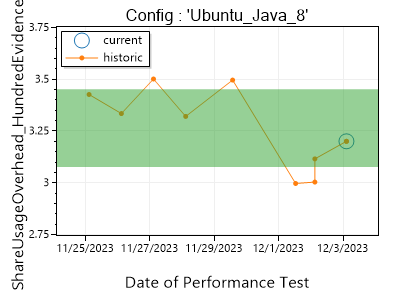 Config : 'Ubuntu_Java_8'
current
historic
ShareUsageOverhead_HundredEvidence
3.75
3.5
3.25
3
2.75
11/25/2023
11/27/2023
11/29/2023
12/1/2023
12/3/2023
Date of Performance Test